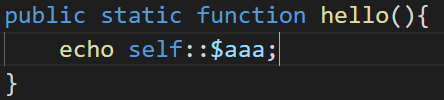 public static function hello(){
    echo self::$aaa;
}